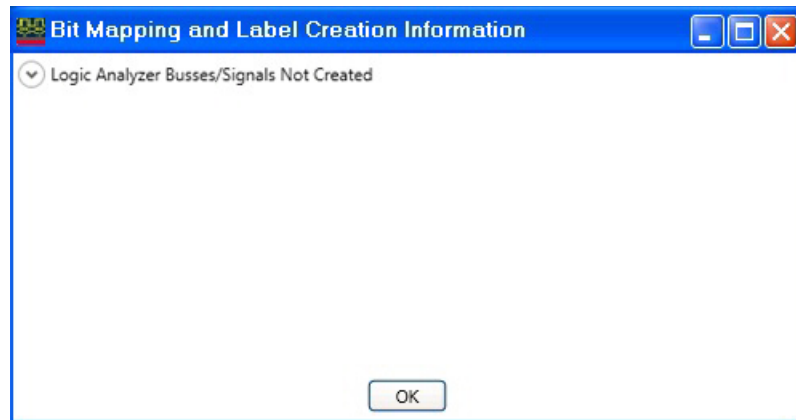 Bit Mapping and Label Creation Information
Logic Analyzer Busses/Signals Not Created
OK